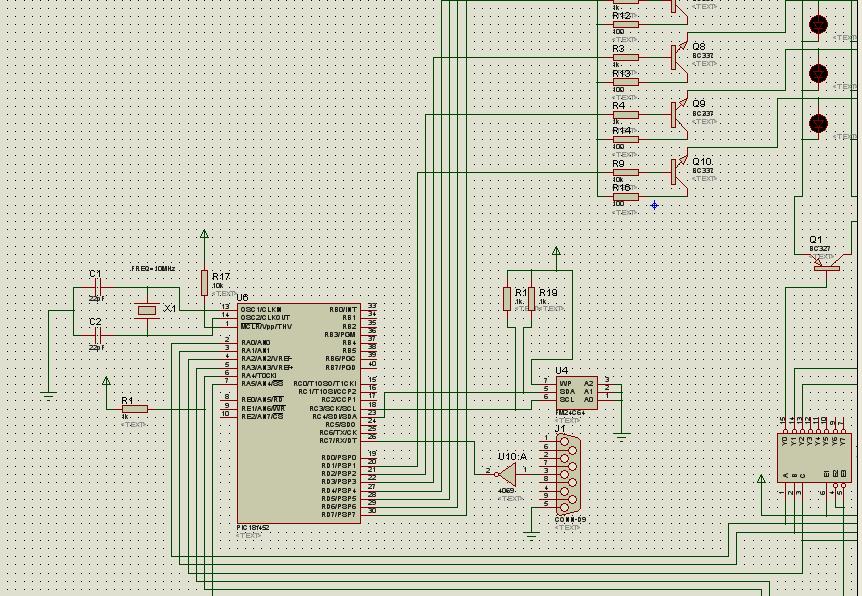 R12
100
<TEXT>
R3
1k
<TEXT>
R13
100
<TEXT>
R4
1k
<TEXT>
R14
100
<TEXT>
R9
10k
<TEXT>
R16
100
<TEXT>
<TEXT>
Q8
BC337
<TEXT>
Q9
BC337
<TEXT>
Q10
BC337
<TEXT>
<TEXT>
<TEXT>
<TEXT>
Q1
BC327
<TEXT>
C1
22pF
FREQ=10MHz
X1
C2
22pF
R17
10k
<TEXT>
R1
1k
<TEXT>
U6
13 OSC1/CLKIN
14 OSC2/CLKOUT
1 MCLR/Vpp/THV
2 RA0/AN0
3 RA1/AN1
4 RA2/AN2/VREF-
5 RA3/AN3/VREF+
6 RA4/T0CKI
7 RA5/AN4/SS
8 RE0/AN5/RD
9 RE1/AN6/WR
10 RE2/AN7/CS
RB0/INT 33
RB1 34
RB2 35
RB3/PGM 36
RB4 37
RB5 38
RB6/PGC 39
RB7/PGD 40
RC0/T1OSO/T1CKI 15
RC1/T1OSI/CCP2 16
RC2/CCP1 17
RC3/SCK/SCL 18
RC4/SDI/SDA 23
RC5/SDO 24
RC6/TX/CK 25
RC7/RX/DT 26
RD0/PSP0 19
RD1/PSP1 20
RD2/PSP2 21
RD3/PSP3 22
RD4/PSP4 27
RD5/PSP5 28
RD6/PSP6 29
RD7/PSP7 30
PIC18F452
<TEXT>
R1
1k
R19
1k
<TEXT>
U4
7 WP A2 3
5 SDA A1 2
6 SCL A0 1
FM24C64
<TEXT>
J1
1
6
2
7
3
8
4
9
5
CONN-D9
<TEXT>
U10:A
2 1
4069
<TEXT>
15 14 13 12 11 10 9 7
Y0 Y1 Y2 Y3 Y4 Y5 Y6 Y7
A B C E1 E2 E3
1 2 3 6 4 5